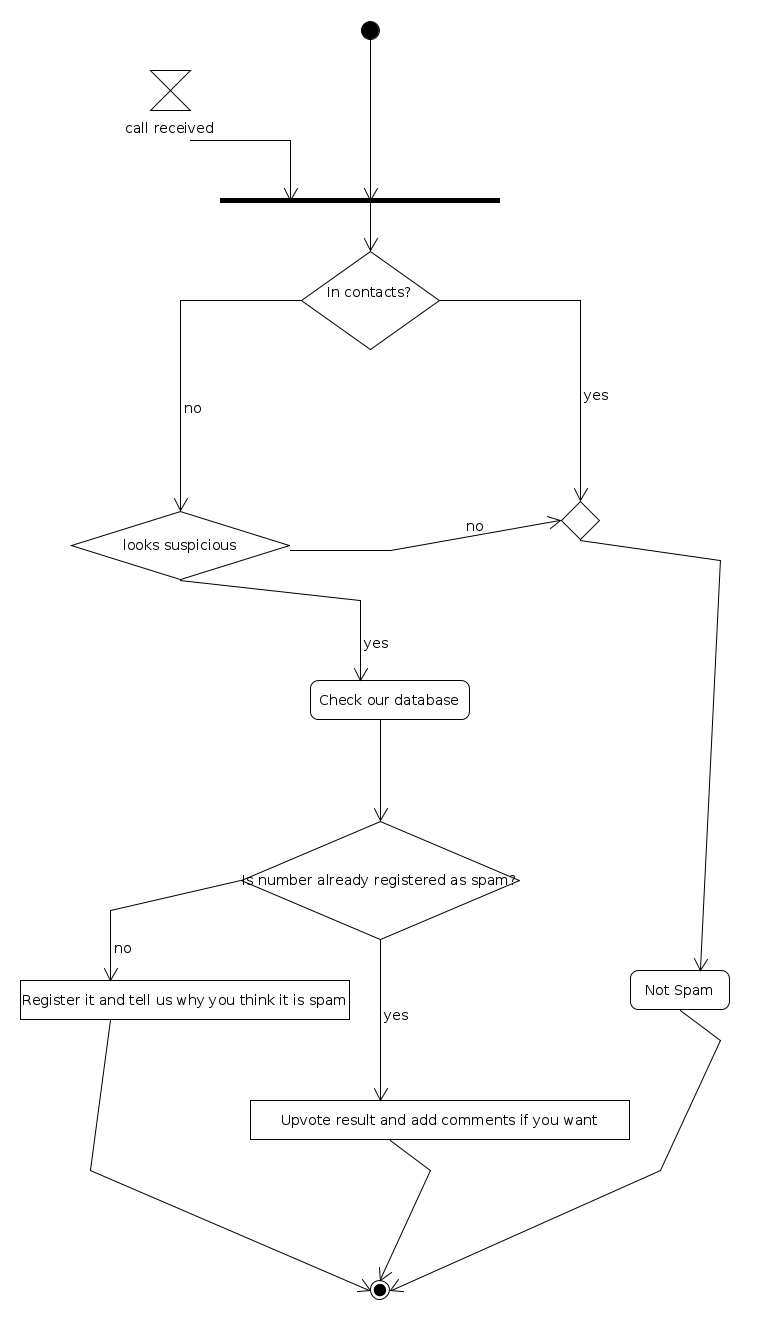 call received
In contacts?
yes
no
no
looks suspicious
yes
Check our database
Is number already registered as spam?
no
Not Spam
Register it and tell us why you think it is spam
yes
Upvote result and add comments if you want